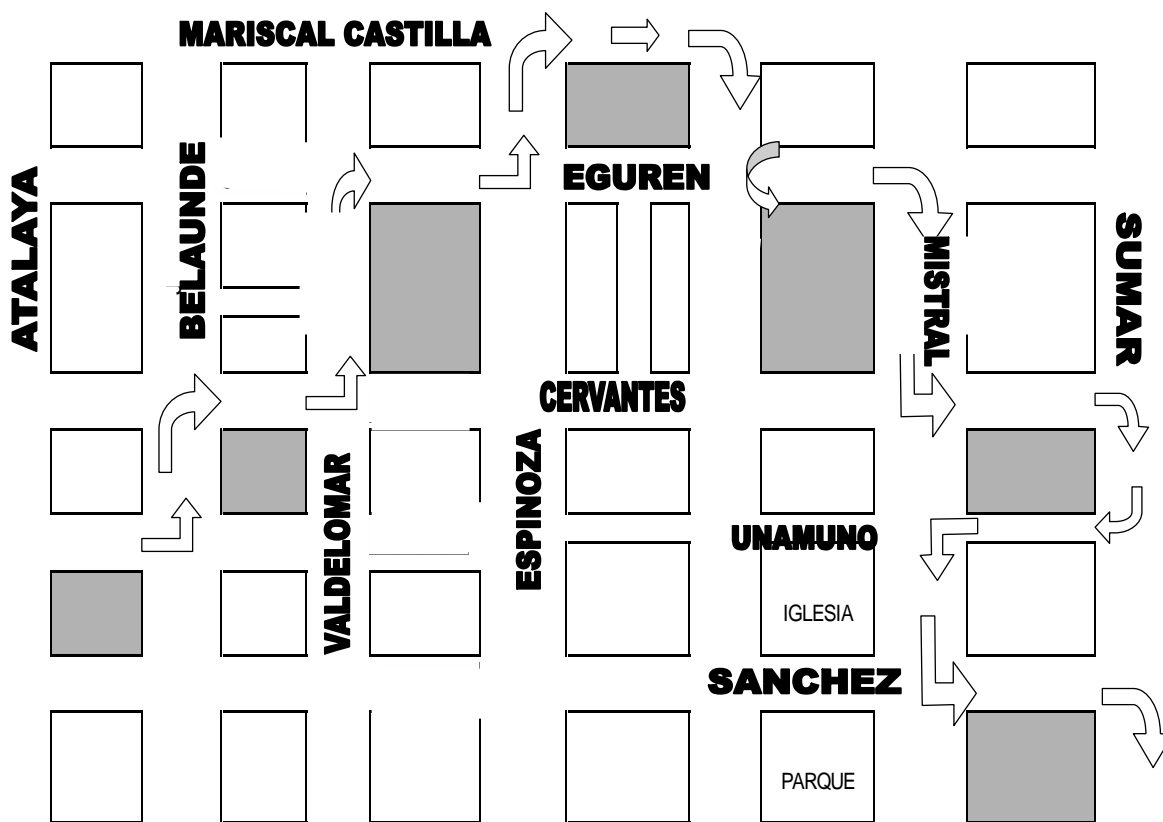 MARISCAL CASTILLA
EGUREN
ATALAYA
BELAUNDE
MISTRAL
SUMAR
CERVANTES
VALDELOMAR
ESPINOZA
UNAMUNO
IGLESIA
SANCHEZ
PARQUE